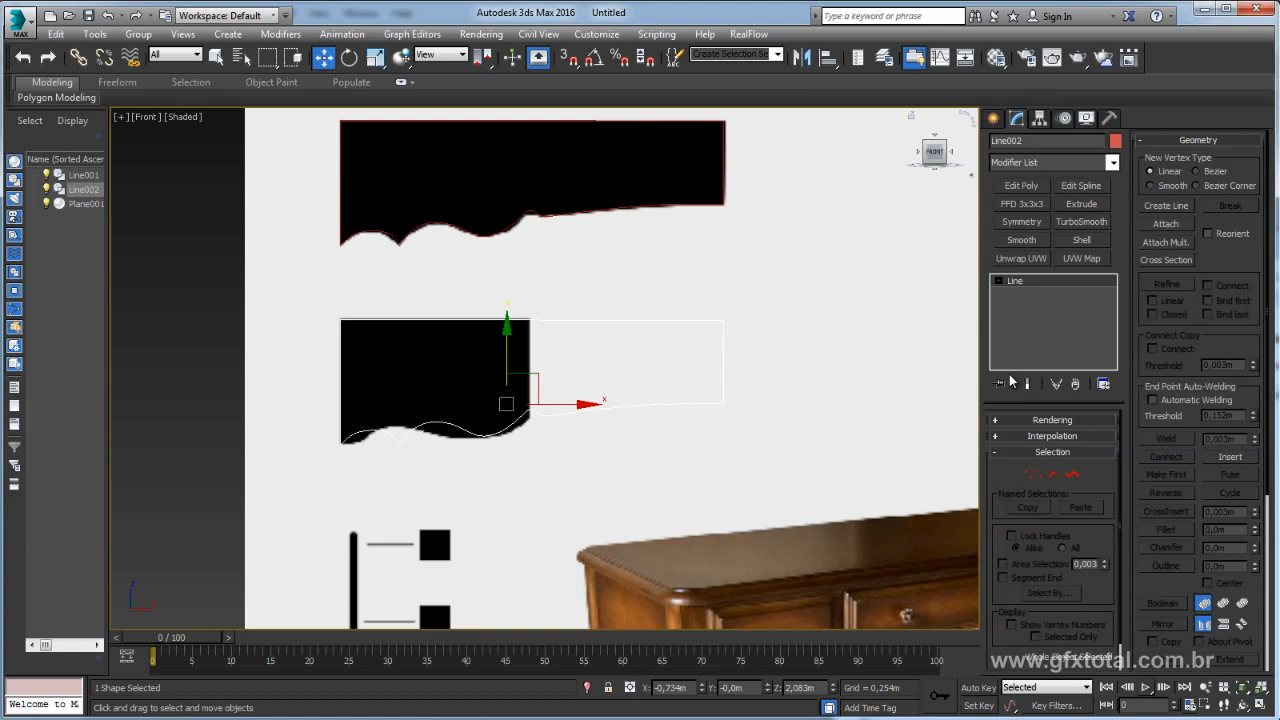 MAX
Workspace: Default
Autodesk 3ds Max 2016 Untitled
Type a keyword or phrase
Sign In
Edit Tools Group Views Create Modifiers Animation Graph Editors Rendering Civil View Customize Scripting Help RealFlow
All
View
Create Selection Se
Modeling Freeform Selection Object Paint Populate
Polygon Modeling
Select Display
Name (Sorted Ascer
Line001
Line002
Plane001
[+] [Front] [Shaded]
FRONT
y
x
z
Line002
Modifier List
Edit Poly Edit Spline
FFD 3x3x3 Extrude
Symmetry TurboSmooth
Smooth Shell
Unwrap UVW UVW Map
Line
+ Rendering
+ Interpolation
- Selection
Named Selections:
Copy Paste
Lock Handles
Alike All
Area Selection: 0,003
Segment End
Select By...
Display
Show Vertex Numbers
Selected Only
- Geometry
New Vertex Type
Linear Bezier
Smooth Bezier Corner
Create Line Break
Attach
Reorient
Attach Mult.
Cross Section
Refine Connect
Linear Bind first
Closed Bind last
Connect Copy
Connect
Threshold 0,003m
End Point Auto-Welding
Automatic Welding
Threshold 0,152m
Weld 0,003m
Connect Insert
Make First Fuse
Reverse Cycle
CrossInsert 0,003m
Fillet 0,0m
Chamfer 0,0m
Outline 0,0m
Center
Boolean
Mirror
Copy About Pivot
Extend
www.gfxtotal.com.br
0 / 100
0 5 10 15 20 25 30 35 40 45 50 55 60 65 70 75 80 85 90 95 100
1 Shape Selected
X: -0,734m Y: -0,0m Z: 2,083m Grid = 0,254m
Auto Key Selected
Welcome to M
Click and drag to select and move objects
Add Time Tag
Set Key Key Filters...
0